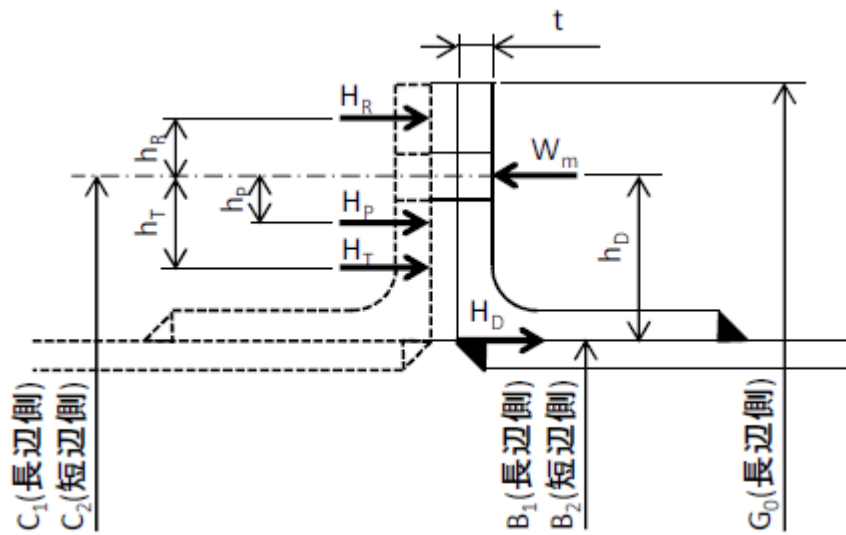 t
H_R
h_R
W_m
h_P
H_P
h_T
H_T
h_D
H_D
C_1(長辺側)
C_2(短辺側)
B_1(長辺側)
B_2(短辺側)
G_0(長辺側)